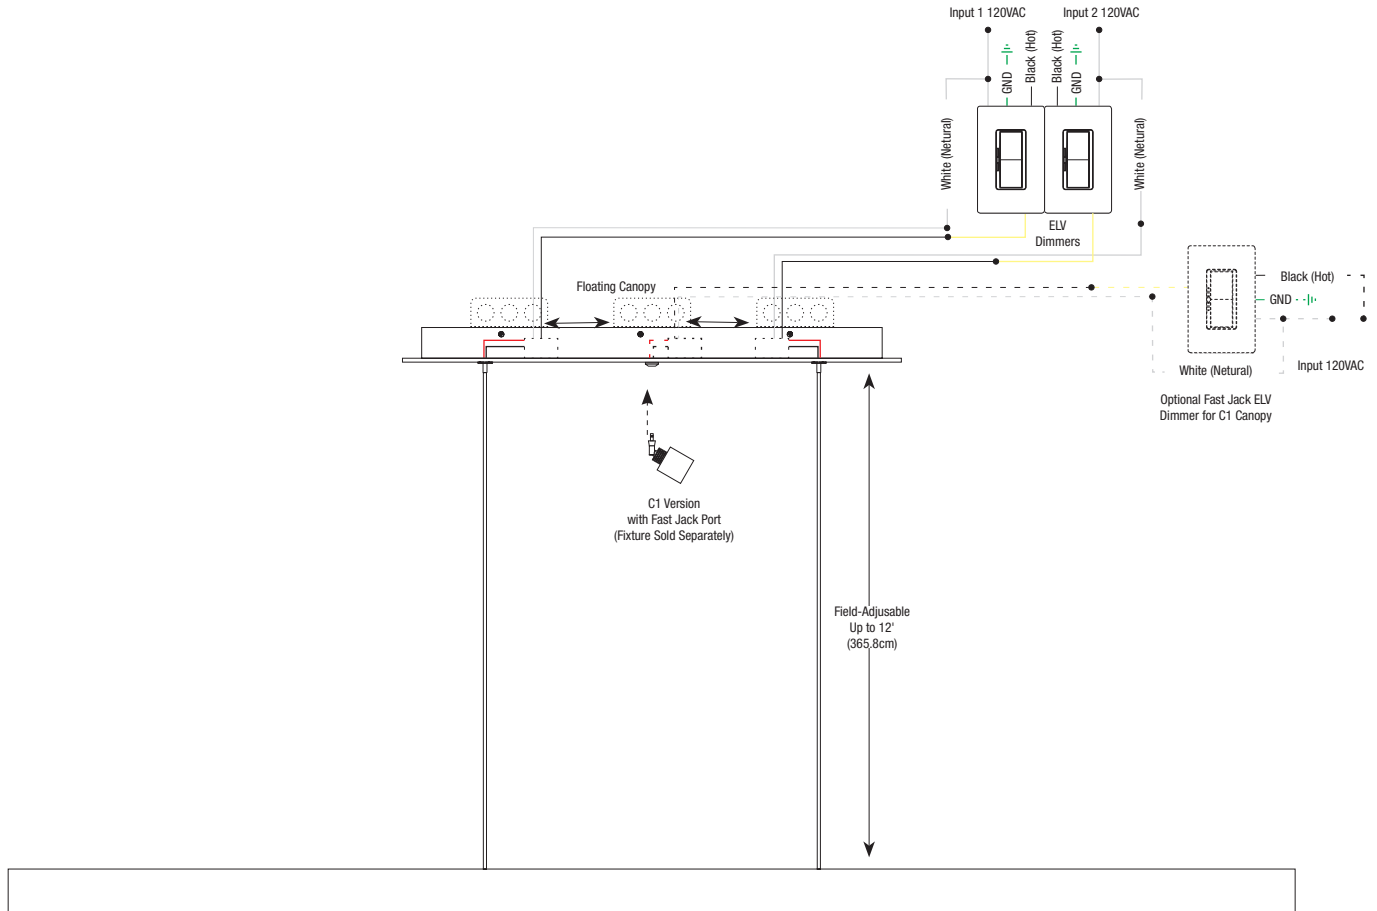 Input 1 120VAC
Input 2 120VAC
GND
Black (Hot)
Black (Hot)
GND
White (Netural)
White (Netural)
ELV
Dimmers
Floating Canopy
Black (Hot)
GND
White (Netural)
Input 120VAC
Optional Fast Jack ELV
Dimmer for C1 Canopy
C1 Version
with Fast Jack Port
(Fixture Sold Separately)
Field-Adjusable
Up to 12'
(365.8cm)